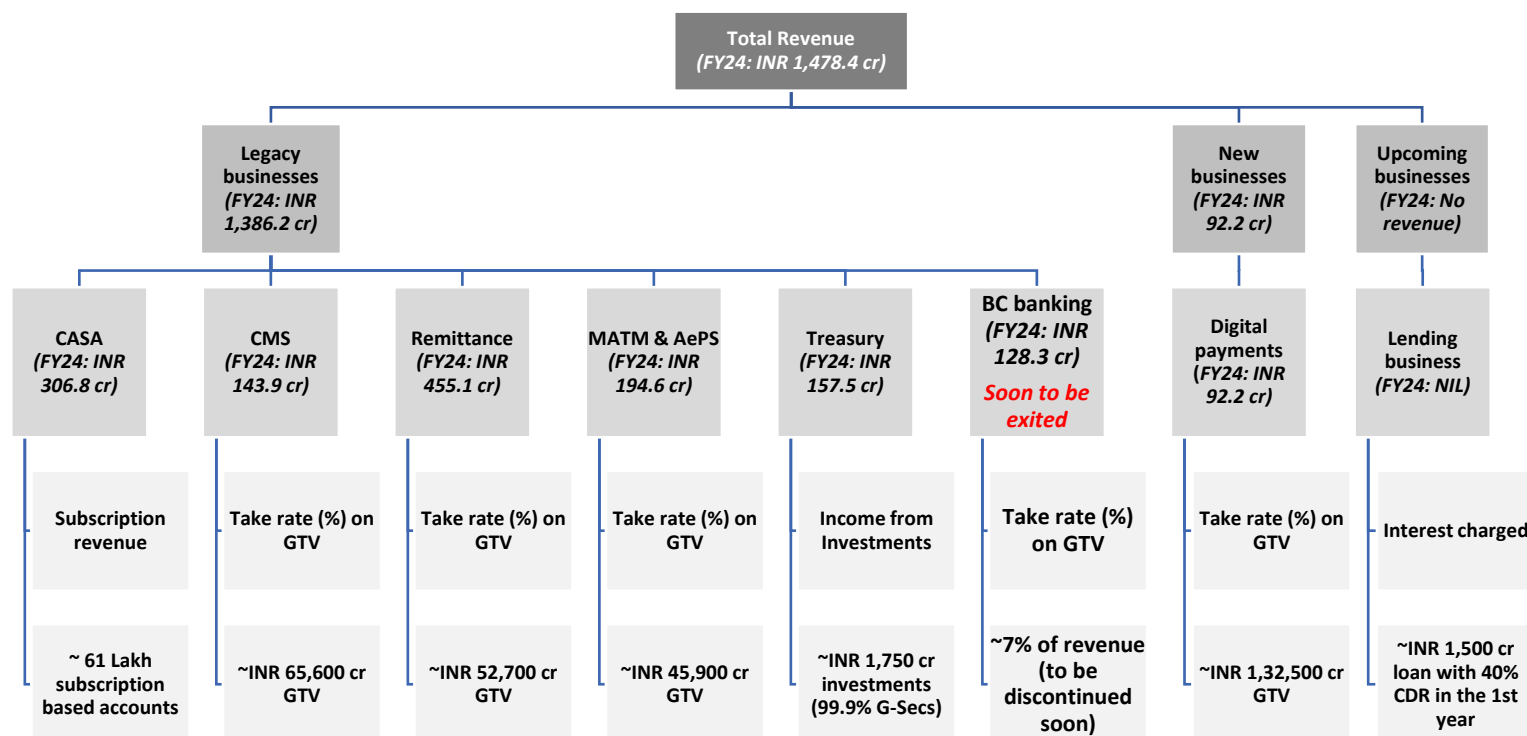 Total Revenue
(FY24: INR 1,478.4 cr)
Legacy
businesses
(FY24: INR
1,386.2 cr)
New
businesses
(FY24: INR
92.2 cr)
Upcoming
businesses
(FY24: No
revenue)
CASA
(FY24: INR
306.8 cr)
CMS
(FY24: INR
143.9 cr)
Remittance
(FY24: INR
455.1 cr)
MATM & AePS
(FY24: INR
194.6 cr)
Treasury
(FY24: INR
157.5 cr)
BC banking
(FY24: INR
128.3 cr)
Soon to be
exited
Digital
payments
(FY24: INR
92.2 cr)
Lending
business
(FY24: NIL)
Subscription
revenue
Take rate (%) on
GTV
Take rate (%) on
GTV
Take rate (%) on
GTV
Income from
Investments
Take rate (%)
on GTV
Take rate (%) on
GTV
Interest charged
~ 61 Lakh
subscription
based accounts
~INR 65,600 cr
GTV
~INR 52,700 cr
GTV
~INR 45,900 cr
GTV
~INR 1,750 cr
investments
(99.9% G-Secs)
~7% of revenue
(to be
discontinued
soon)
~INR 1,32,500 cr
GTV
~INR 1,500 cr
loan with 40%
CDR in the 1st
year